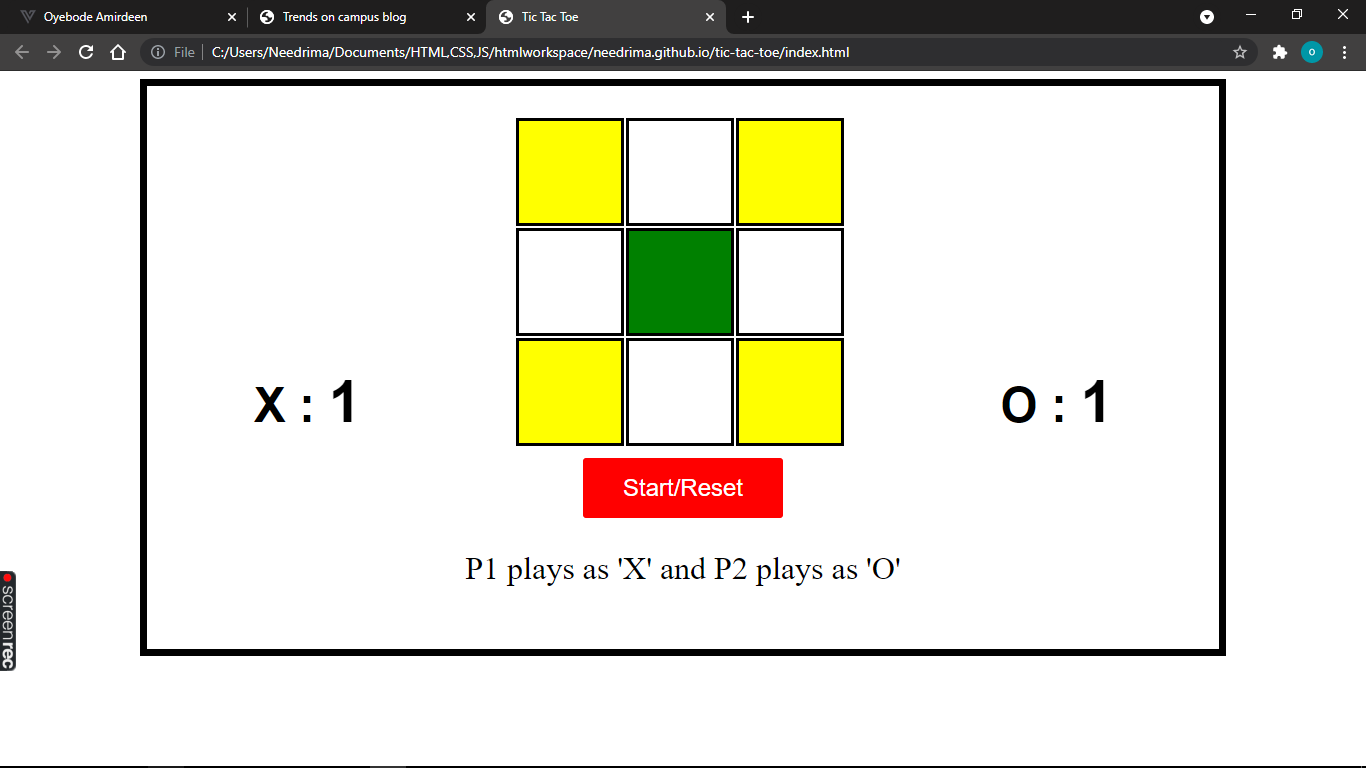 Oyebode Amirdeen
Trends on campus blog
Tic Tac Toe
File
C:/Users/Needrima/Documents/HTML,CSS,JS/htmlworkspace/needrima.github.io/tic-tac-toe/index.html
o
X : 1
O : 1
Start/Reset
P1 plays as 'X' and P2 plays as 'O'
screenrec